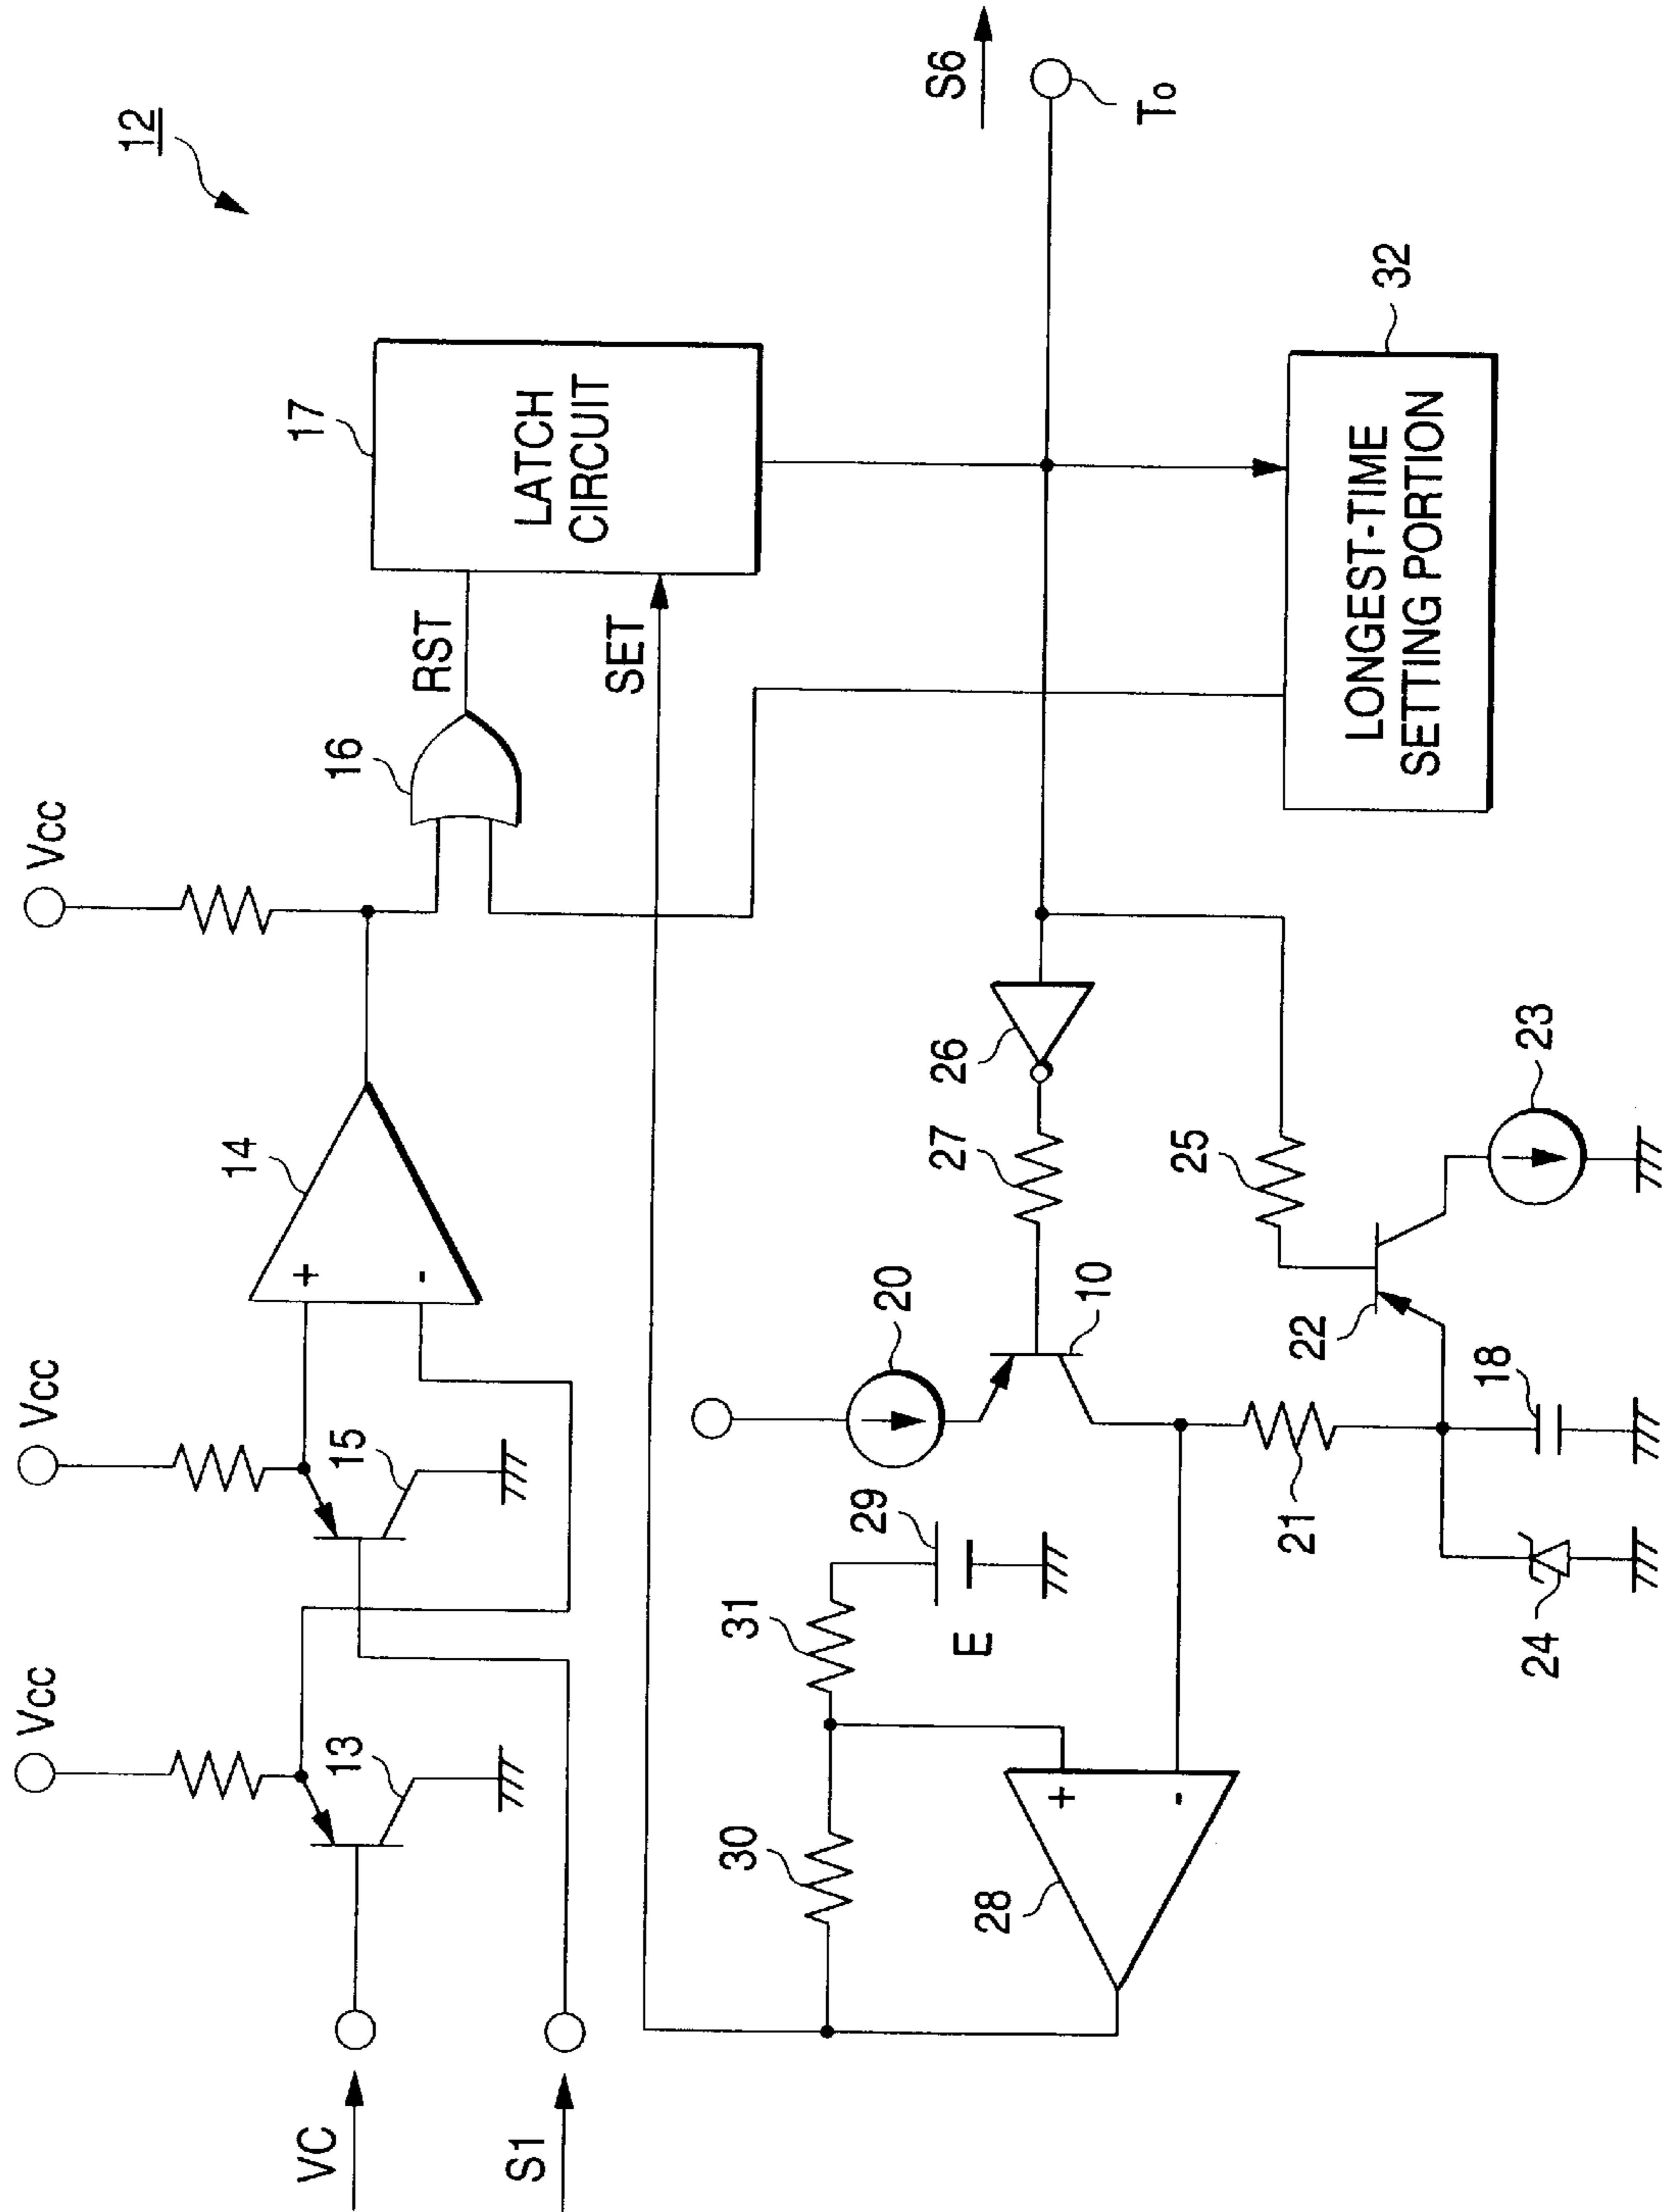 12
Vcc
Vcc
Vcc
VC
S1
13
15
14
+
-
16
RST
SET
17
LATCH
CIRCUIT
S6
To
20
10
27
26
29
E
31
30
28
+
-
21
18
24
22
25
23
32
LONGEST-TIME
SETTING PORTION